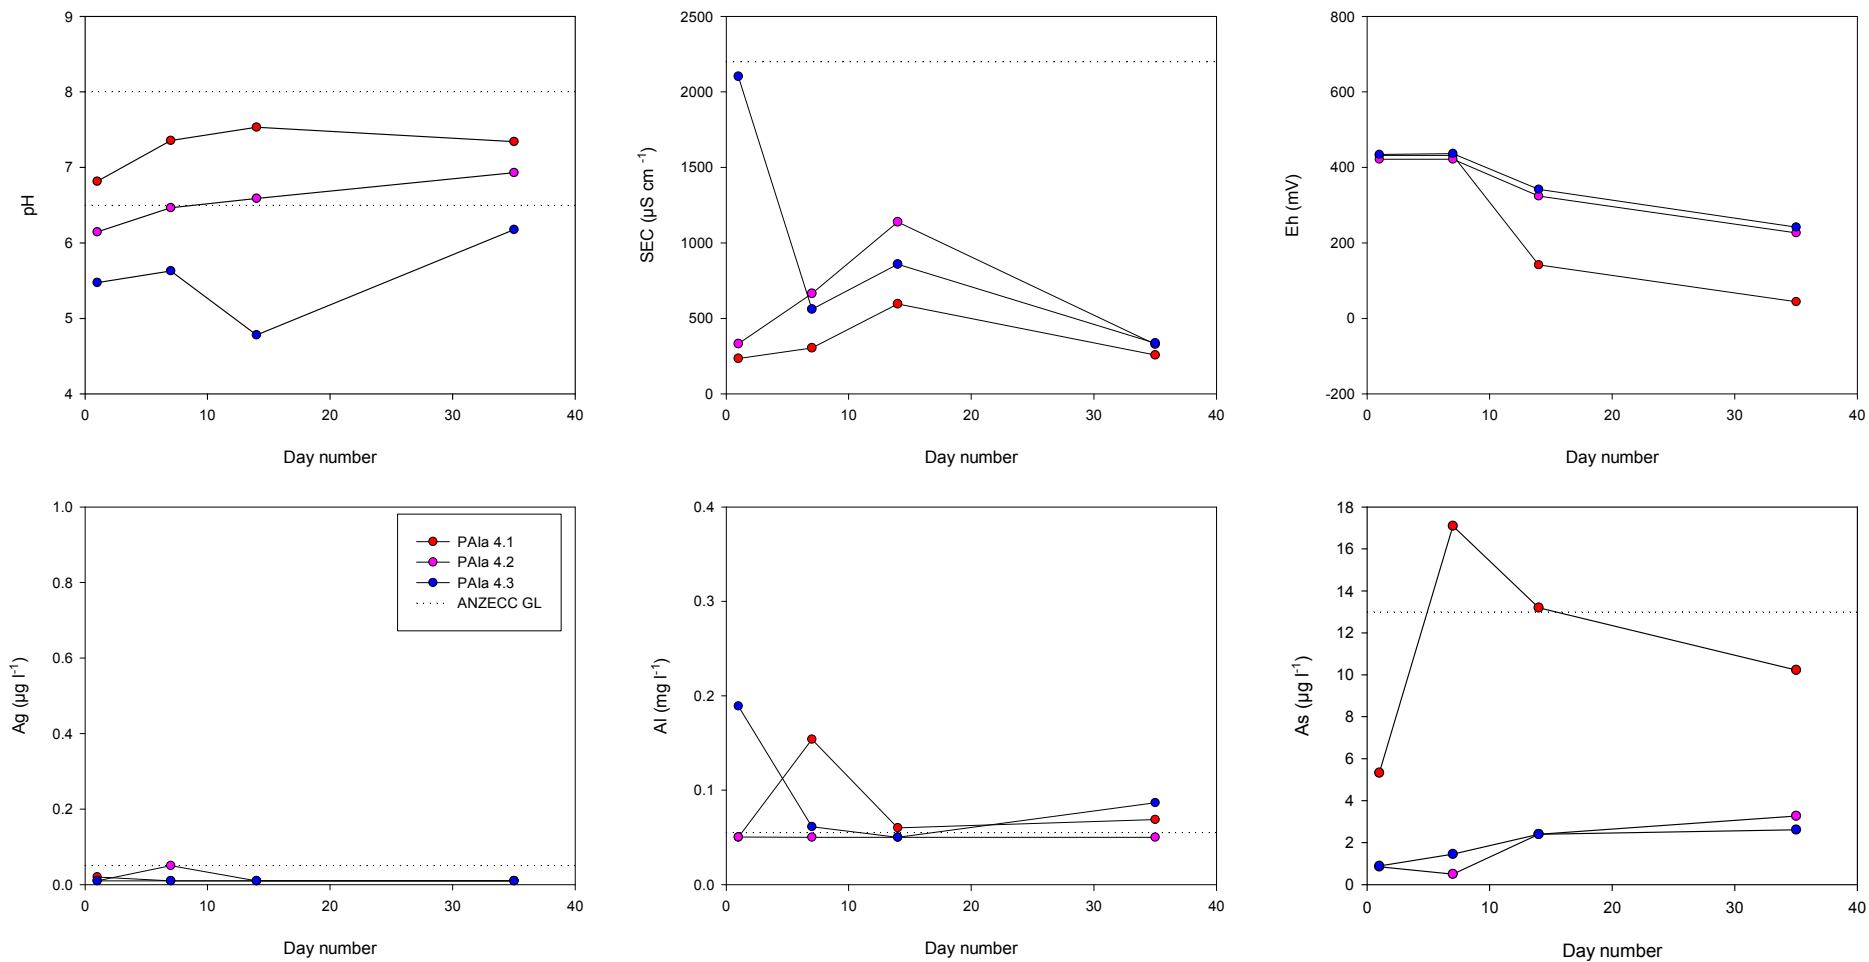 9
8
7
6
5
4
pH
0 10 20 30 40
Day number
2500
2000
1500
1000
500
0
SEC (µS cm -1)
0 10 20 30 40
Day number
800
600
400
200
0
-200
Eh (mV)
0 10 20 30 40
Day number
1.0
0.8
0.6
0.4
0.2
0.0
Ag (µg l-1)
PAIa 4.1
PAIa 4.2
PAIa 4.3
ANZECC GL
0 10 20 30 40
Day number
0.4
0.3
0.2
0.1
0.0
Al (mg l-1)
0 10 20 30 40
Day number
18
16
14
12
10
8
6
4
2
0
As (µg l-1)
0 10 20 30 40
Day number